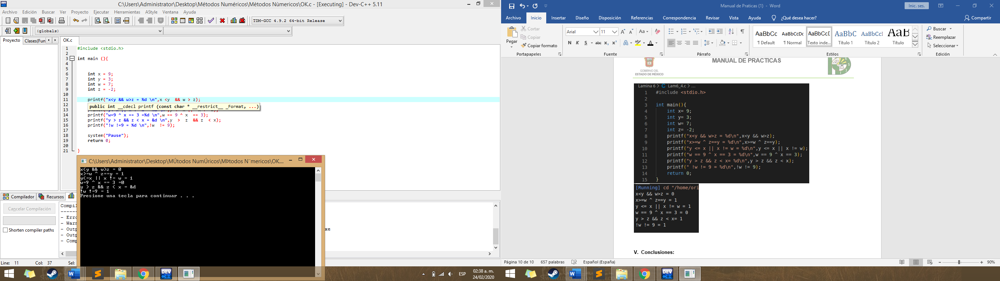 C:\Users\Administrator\Desktop\Métodos Numéricos\Mètodos Nùmericos\OK.c - [Executing] - Dev-C++ 5.11
Archivo Edición Buscar Ver Proyecto Ejecutar Herramientas AStyle Ventana Ayuda
TDM-GCC 4.9.2 64-bit Release
(globals)
Proyecto Clases(Fun
OK.c
1 #include <stdio.h>
2
3 int main (){
4
5
6 int x = 9;
7 int y = 3;
8 int w = 7;
9 int z = -2;
10
11 printf("x<y && w>z = %d \n",x <y  && w > z);
12 public int __cdecl printf (const char * __restrict__ _Format, ...)
13
14 printf("w=9 ^ x == 3 =%d \n",w == 9 ^ x  == 3);
15 printf("y > z && z < x = &d \n",y  >  z  && z  < x);
16 printf("!w !=9 = %d \n",!w  != 9);
17
18 system("Pause");
19 return 0;
20
21 }
C:\Users\Administrator\Desktop\MÚtodos NumÚricos\MÞtodos N¨mericos\OK....
x<y && w>z = 0
x>=w ^ z==y = 1
y<=x || x != w = 1
w=9 ^ x == 3 =0
y > z && z < x = &d
!w !=9 = 1
Presione una tecla para continuar . . .
Compilador Recursos
Cancelar Compilación
Shorten compiler paths
Compil
--------
- Erro
- Warn
- Outp
- Outp
- Comp
xe
Line: 11 Col: 37 Sel:
ESP
02:38 a. m.
24/02/2020
Manual de Praticas (1) - Word
Inic. ses.
Archivo Inicio Insertar Diseño Disposición Referencias Correspondencia Revisar Vista Ayuda ¿Qué desea hacer? Compartir
Pegar
Cortar
Copiar
Copiar formato
Portapapeles
Arial 11
N K S abc x₂ x²
Fuente
Párrafo
AaBbCc AaBbCcDc AaBbCcD AaBbC AaBbCcI AaB
¶ Default ¶ Normal Texto inde... Título 1 Título 2 Título
Estilos
Buscar
Reemplazar
Seleccionar
Edición
GOBIERNO DEL
ESTADO DE MÉXICO
MANUAL DE PRACTICAS
Lamina 6 > C Lam6_4.c > ...
1 #include <stdio.h>
2
3 int main(){
4 int x= 9;
5 int y= 3;
6 int w= 7;
7 int z= -2;
8 printf("x<y && w>z = %d\n",x<y && w>z);
9 printf("x>=w ^ z==y = %d\n",x>=w ^ z==y);
10 printf("y <= x || x != w = %d\n",y <= x || x != w);
11 printf("w == 9 ^ x == 3 = %d\n",w == 9 ^ x == 3);
12 printf("y > z && z < x= %d\n",y > z && z < x);
13 printf(" !w != 9 = %d\n",!w != 9);
14 return 0;
15 }
[Running] cd "/home/ori
x<y && w>z = 0
x>=w ^ z==y = 1
y <= x || x != w = 1
w == 9 ^ x == 3 = 0
y > z && z < x= 1
!w != 9 = 1
V. Conclusiones:
Página 10 de 10 657 palabras Español (España) 90%